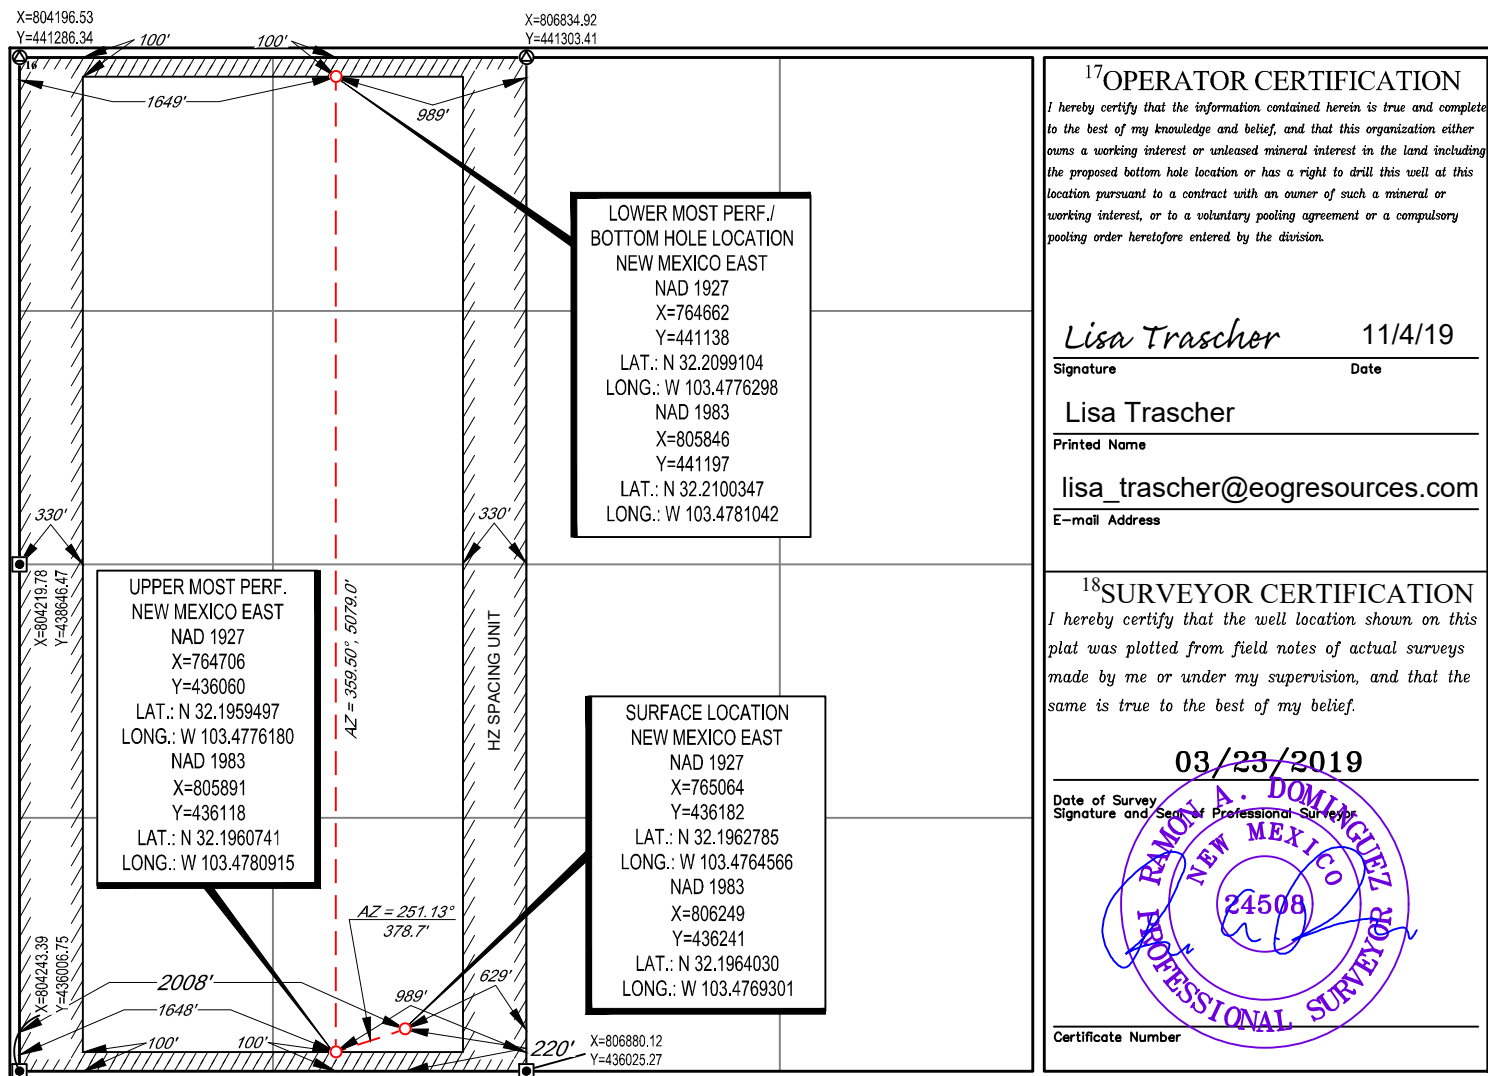 X=804196.53
Y=441286.34
X=806834.92
Y=441303.41
100'
100'
16
1649'
989'
LOWER MOST PERF./
BOTTOM HOLE LOCATION
NEW MEXICO EAST
NAD 1927
X=764662
Y=441138
LAT.: N 32.2099104
LONG.: W 103.4776298
NAD 1983
X=805846
Y=441197
LAT.: N 32.2100347
LONG.: W 103.4781042
330'
330'
X=804219.78
Y=438646.47
UPPER MOST PERF.
NEW MEXICO EAST
NAD 1927
X=764706
Y=436060
LAT.: N 32.1959497
LONG.: W 103.4776180
NAD 1983
X=805891
Y=436118
LAT.: N 32.1960741
LONG.: W 103.4780915
AZ = 359.50°, 5079.0'
HZ SPACING UNIT
SURFACE LOCATION
NEW MEXICO EAST
NAD 1927
X=765064
Y=436182
LAT.: N 32.1962785
LONG.: W 103.4764566
NAD 1983
X=806249
Y=436241
LAT.: N 32.1964030
LONG.: W 103.4769301
AZ = 251.13°
378.7'
X=804243.39
Y=436006.75
2008'
629'
989'
1648'
100'
100'
220'
X=806880.12
Y=436025.27
17OPERATOR CERTIFICATION
I hereby certify that the information contained herein is true and complete
to the best of my knowledge and belief, and that this organization either
owns a working interest or unleased mineral interest in the land including
the proposed bottom hole location or has a right to drill this well at this
location pursuant to a contract with an owner of such a mineral or
working interest, or to a voluntary pooling agreement or a compulsory
pooling order heretofore entered by the division.
Lisa Trascher 11/4/19
Signature Date
Lisa Trascher
Printed Name
lisa_trascher@eogresources.com
E-mail Address
18SURVEYOR CERTIFICATION
I hereby certify that the well location shown on this
plat was plotted from field notes of actual surveys
made by me or under my supervision, and that the
same is true to the best of my belief.
03/23/2019
Date of Survey
Signature and Seal of Professional Surveyor
RAMON A. DOMINGUEZ
NEW MEXICO
24508
PROFESSIONAL SURVEYOR
Certificate Number